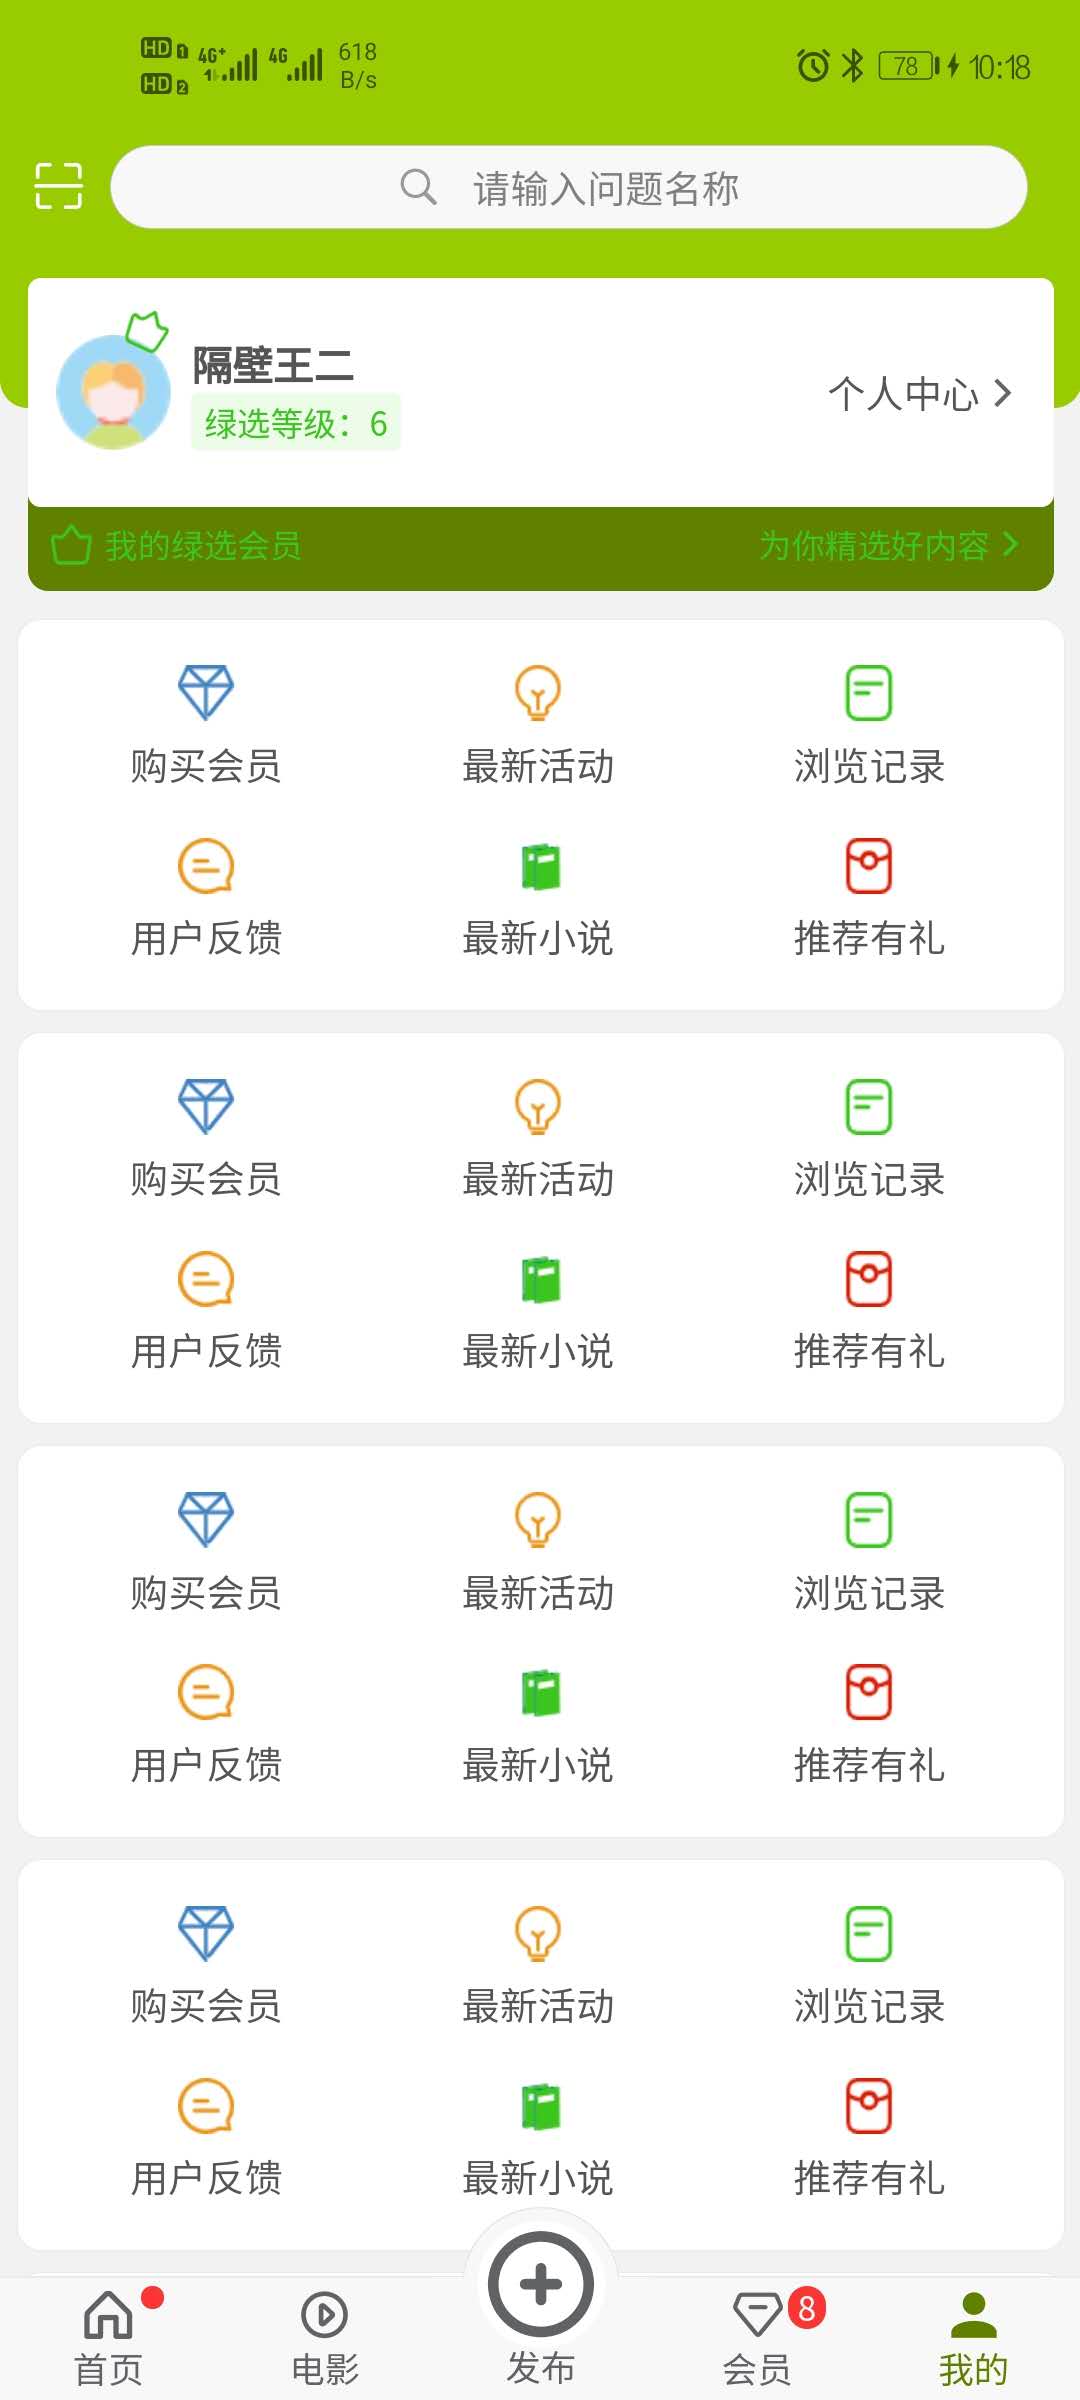 HD 1 4G+ 4G 618
HD 2 B/s
78 10:18
请输入问题名称
隔壁王二
绿选等级：6
个人中心
我的绿选会员 为你精选好内容
购买会员 最新活动 浏览记录
用户反馈 最新小说 推荐有礼
购买会员 最新活动 浏览记录
用户反馈 最新小说 推荐有礼
购买会员 最新活动 浏览记录
用户反馈 最新小说 推荐有礼
购买会员 最新活动 浏览记录
用户反馈 最新小说 推荐有礼
8
首页 电影 发布 会员 我的